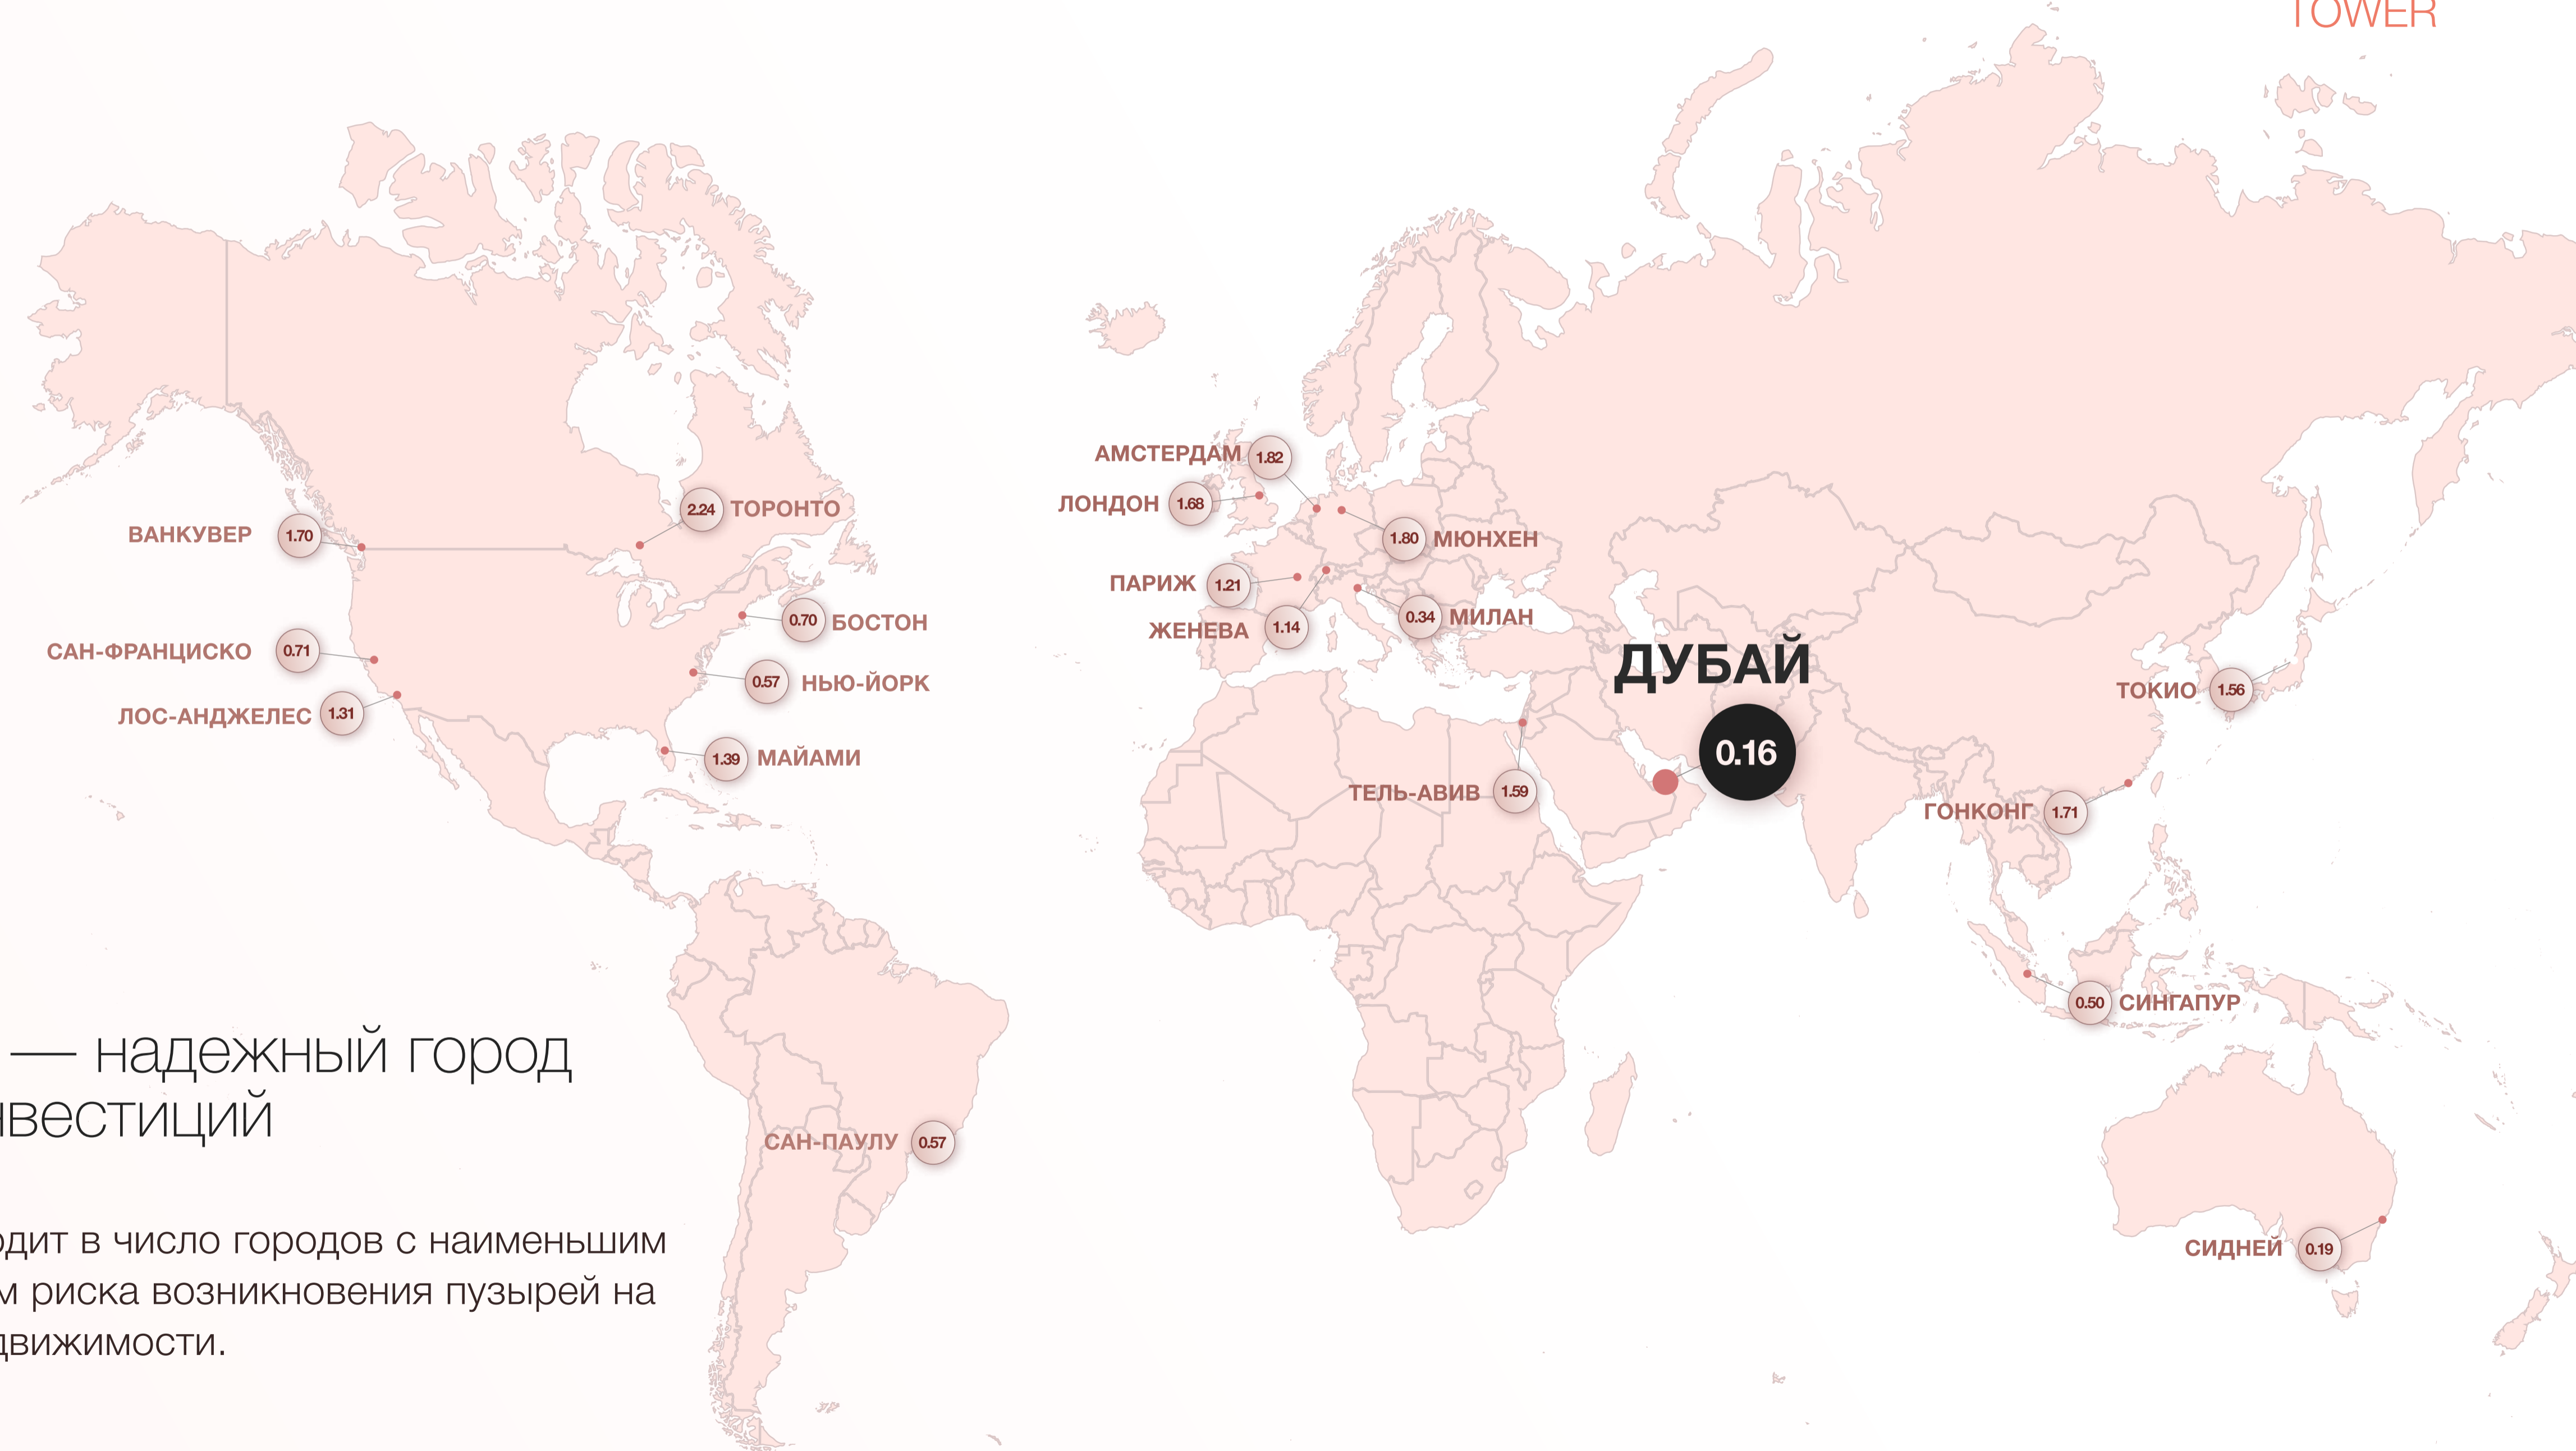 TOWER
АМСТЕРДАМ 1.82
ЛОНДОН 1.68
2.24 ТОРОНТО
ВАНКУВЕР 1.70
1.80 МЮНХЕН
ПАРИЖ 1.21
0.70 БОСТОН
0.34 МИЛАН
ЖЕНЕВА 1.14
САН-ФРАНЦИСКО 0.71
ДУБАЙ
0.16
0.57 НЬЮ-ЙОРК
ТОКИО 1.56
ЛОС-АНДЖЕЛЕС 1.31
1.39 МАЙАМИ
ТЕЛЬ-АВИВ 1.59
ГОНКОНГ 1.71
0.50 СИНГАПУР
— надежный город
нвестиций
САН-ПАУЛУ 0.57
одит в число городов с наименьшим
м риска возникновения пузырей на
движимости.
СИДНЕЙ 0.19